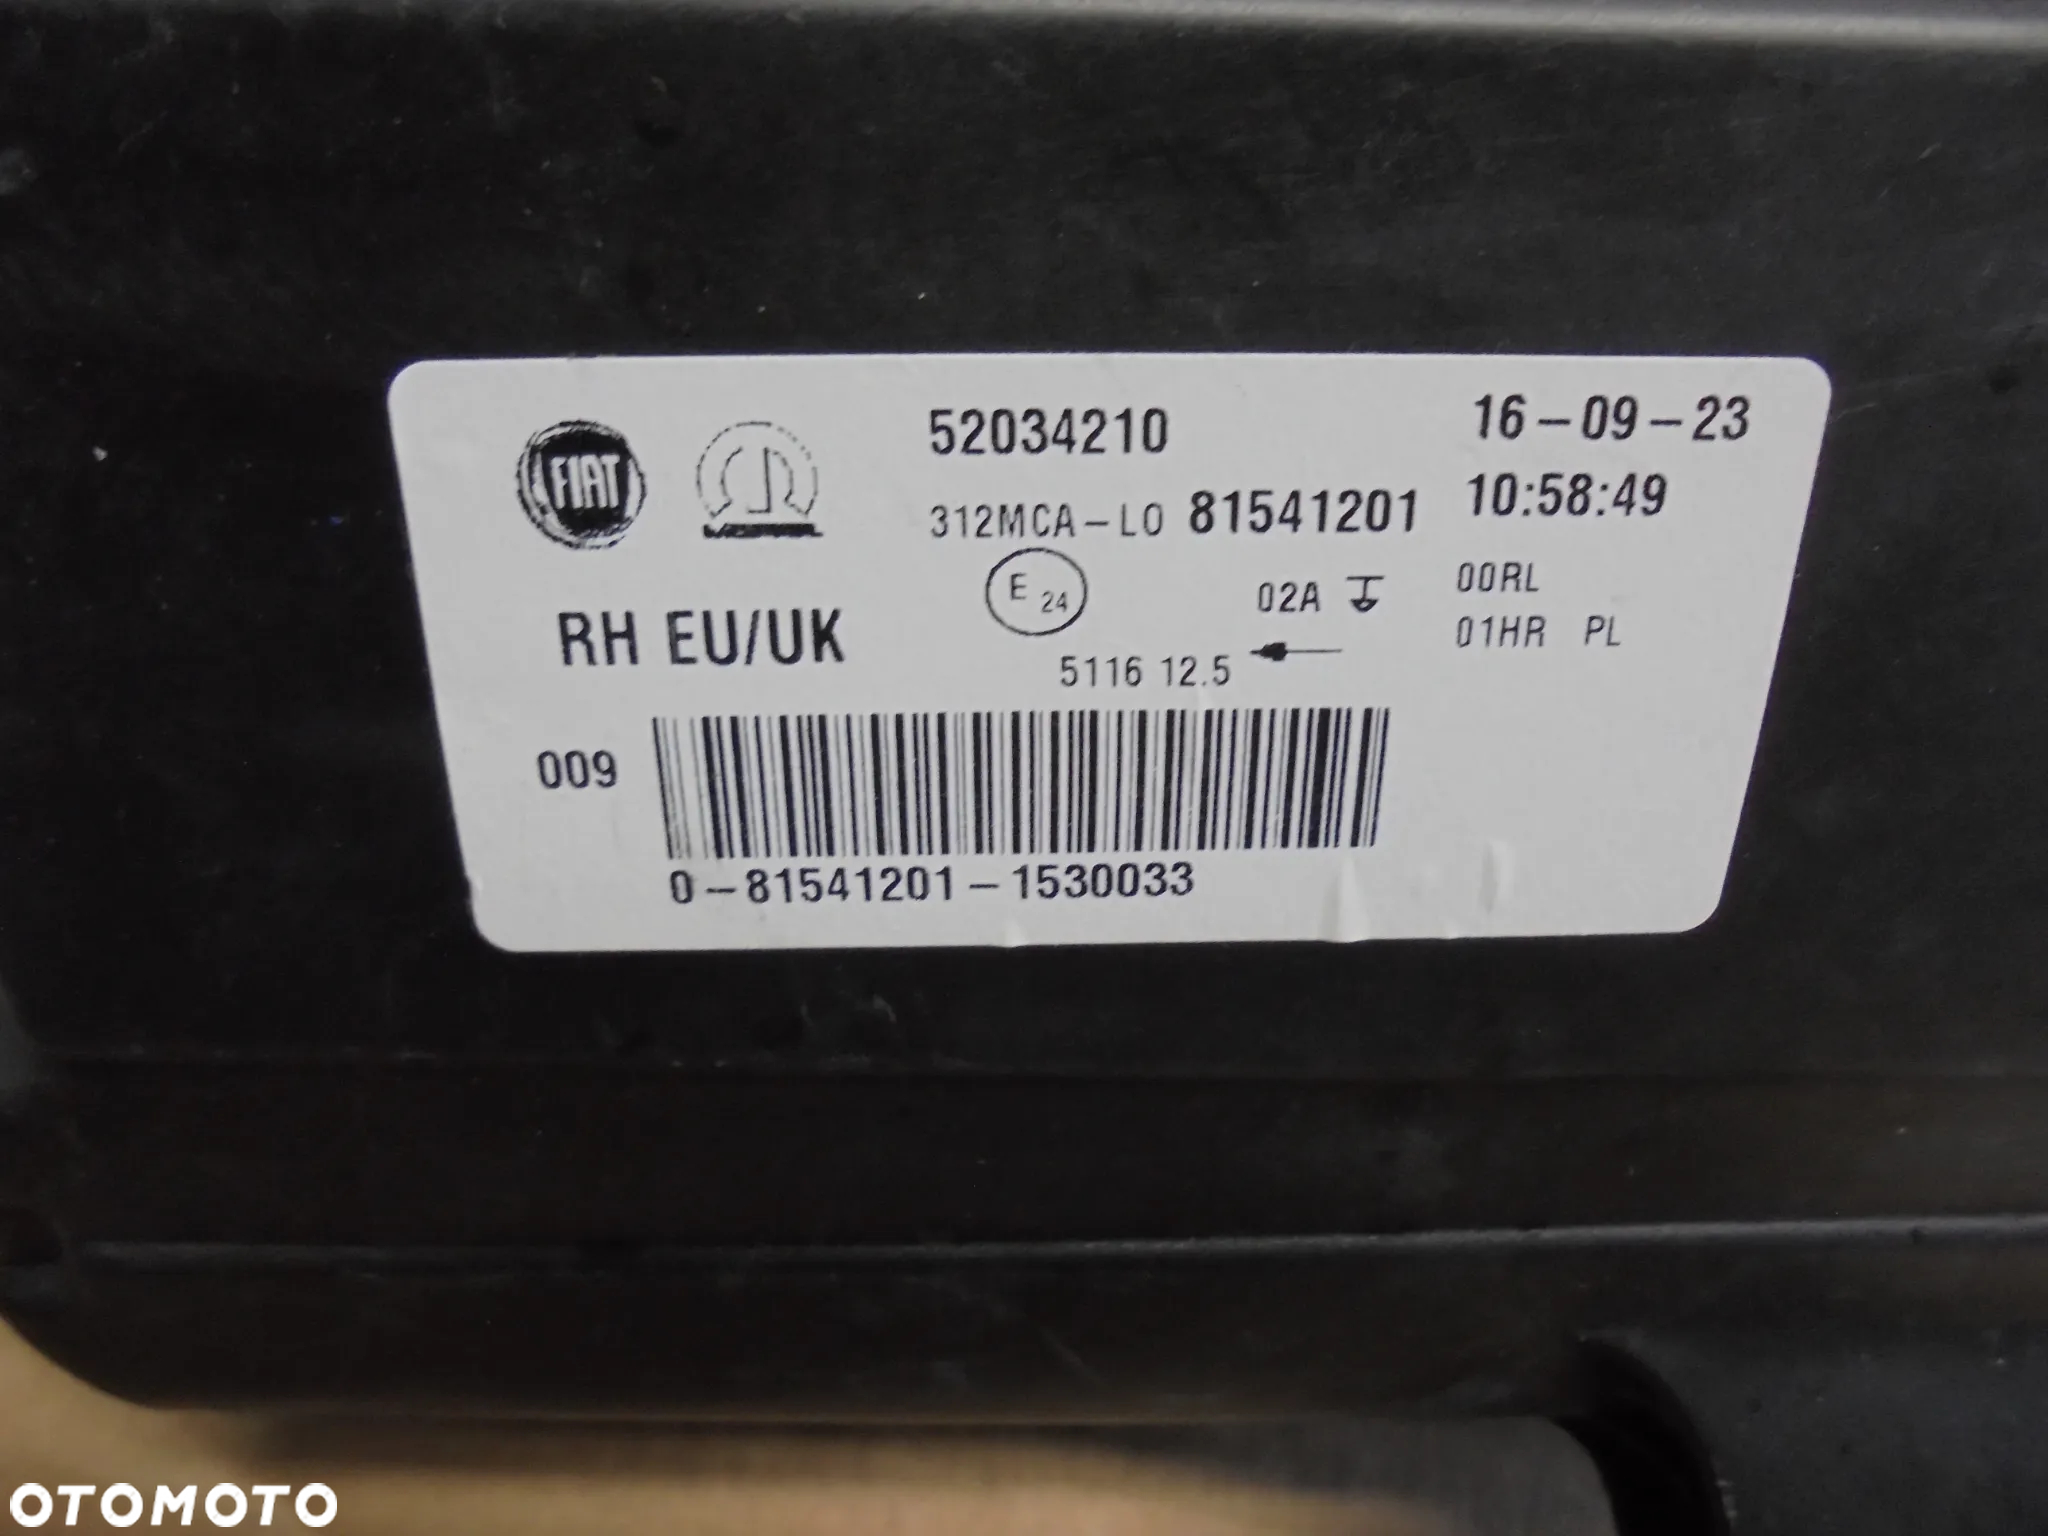 FIAT
52034210
16-09-23
312MCA-LO 81541201
10:58:49
E 24
02A
00RL
RH EU/UK
01HR PL
5116 12.5
009
0-81541201-1530033
OTOMOTO